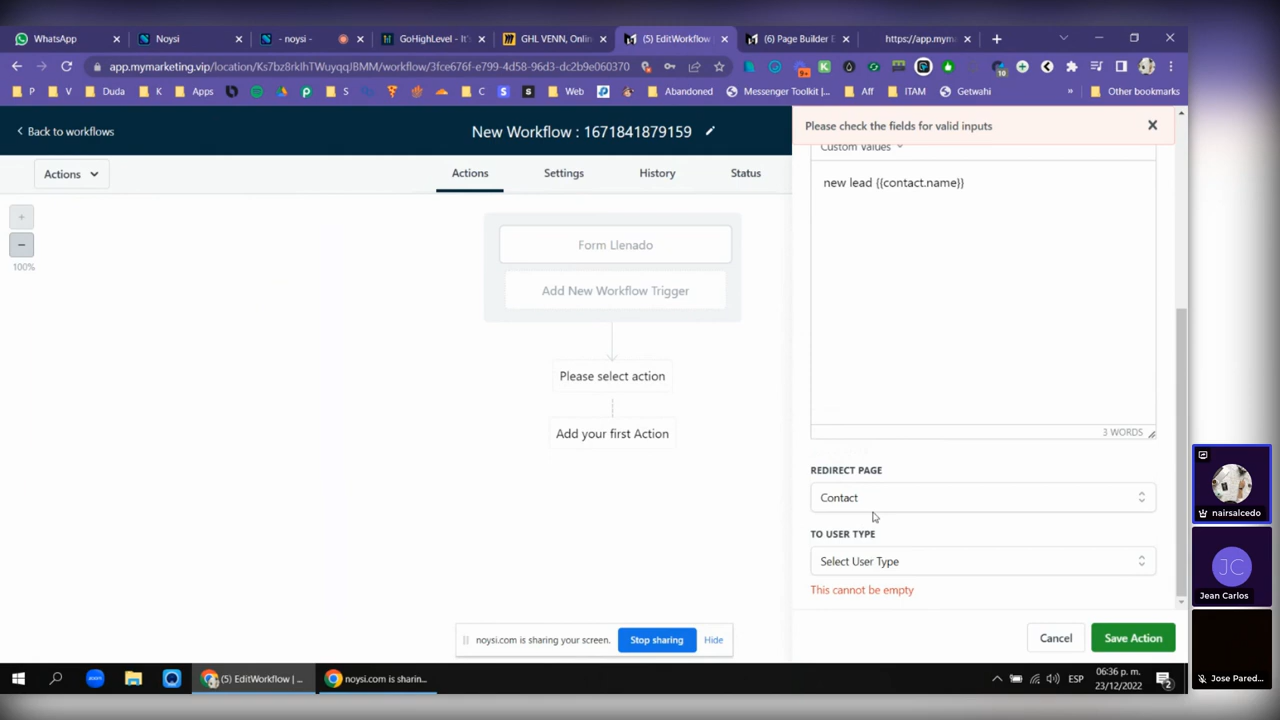 WhatsApp
Noysi
- noysi -
GoHighLevel - It's
GHL VENN, Onlin
(5) EditWorkflow
(6) Page Builder E
https://app.mym
app.mymarketing.vip/location/Ks7bz8rklhTWuyqqJBMM/workflow/3fce676f-e799-4d58-96d3-dc2b9e060370
9+
10
P
V
Duda
K
Apps
S
C
Web
Abandoned
Messenger Toolkit |...
Aff
ITAM
Getwahi
»
Other bookmarks
Back to workflows
New Workflow : 1671841879159
Please check the fields for valid inputs
Actions
Actions
Settings
History
Status
100%
Form Llenado
Add New Workflow Trigger
Please select action
Add your first Action
Custom Values
new lead {{contact.name}}
3 WORDS
REDIRECT PAGE
Contact
TO USER TYPE
Select User Type
This cannot be empty
Cancel
Save Action
noysi.com is sharing your screen.
Stop sharing
Hide
nairsalcedo
JC
Jean Carlos
Jose Pared...
(5) EditWorkflow | ...
noysi.com is sharin...
ESP
06:36 p. m.
23/12/2022
2